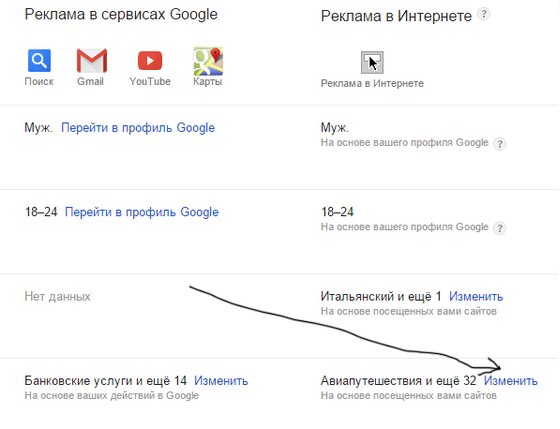 Реклама в сервисах Google
Реклама в Интернете ?
Поиск
Gmail
YouTube
Карты
Реклама в Интернете
Муж. Перейти в профиль Google
Муж.
На основе вашего профиля Google ?
18–24 Перейти в профиль Google
18–24
На основе вашего профиля Google ?
Нет данных
Итальянский и ещё 1 Изменить
На основе посещенных вами сайтов
Банковские услуги и ещё 14 Изменить
На основе ваших действий в Google
Авиапутешествия и ещё 32 Изменить
На основе посещенных вами сайтов